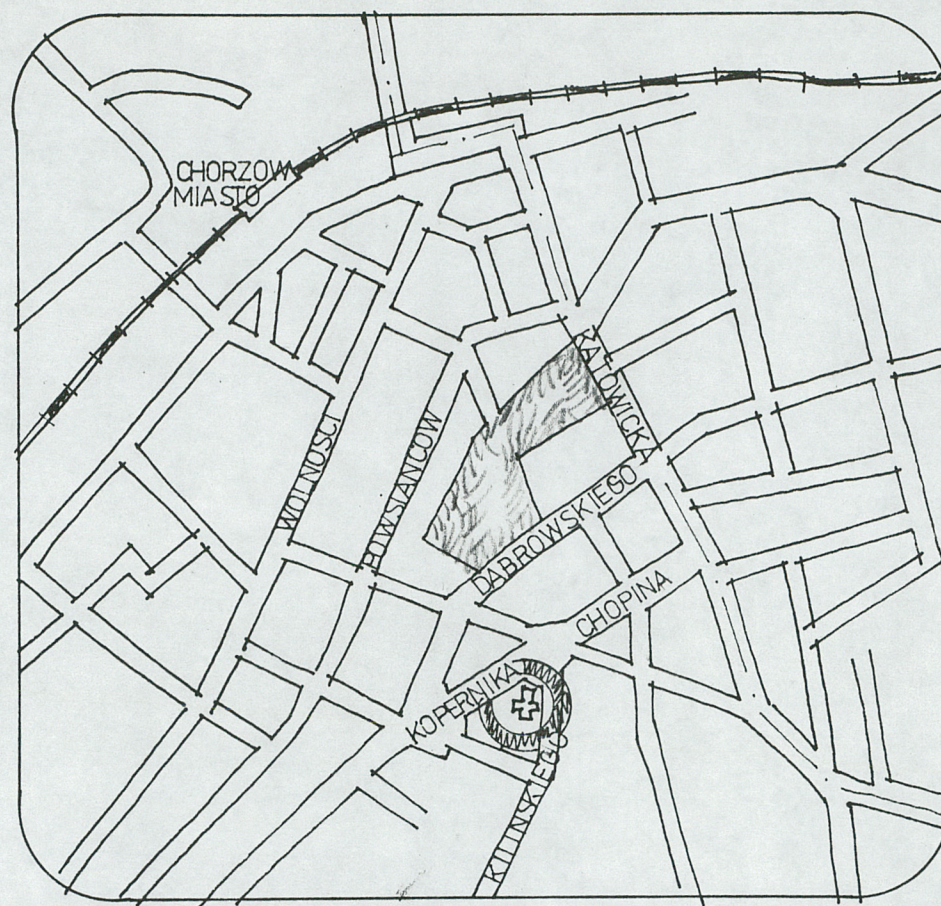 CHORZOW
MIASTO
KATOWICKA
WOLNOSCI
POWSTANCOW
DABROWSKIEGO
CHOPINA
KOPERNIKA
KILINSKIEGO